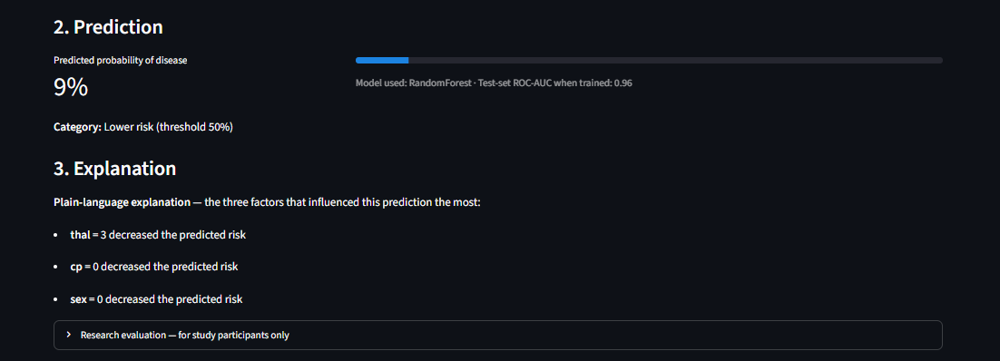 2. Prediction
Predicted probability of disease
9%
Model used: RandomForest · Test-set ROC-AUC when trained: 0.96
Category: Lower risk (threshold 50%)
3. Explanation
Plain-language explanation — the three factors that influenced this prediction the most:
• thal = 3 decreased the predicted risk
• cp = 0 decreased the predicted risk
• sex = 0 decreased the predicted risk
Research evaluation — for study participants only